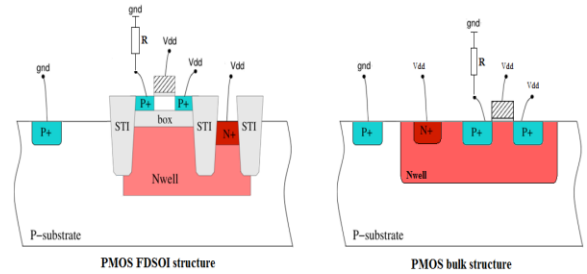 gnd
R
Vdd
Vdd
gnd
P+
STI
P+
P+
box
STI
N+
STI
Nwell
P-substrate
PMOS FDSOI structure
gnd
R
gnd
Vdd
Vdd
Vdd
P+
N+
P+
P+
Nwell
P-substrate
PMOS bulk structure